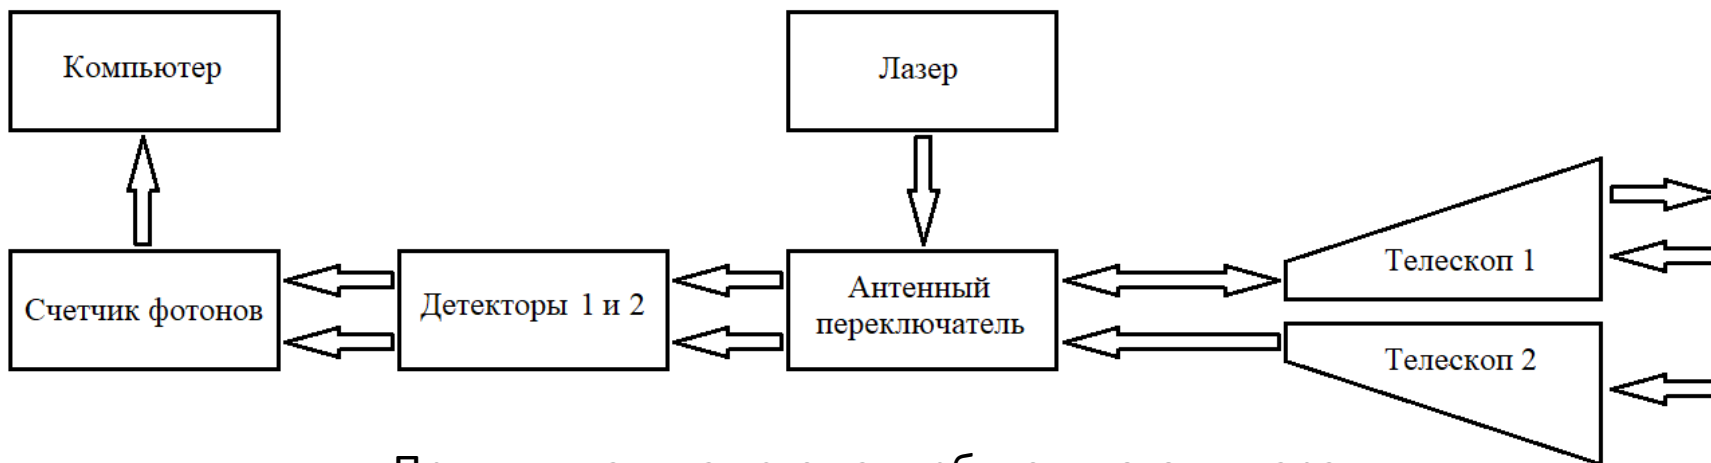 Компьютер
Лазер
Счетчик фотонов
Детекторы 1 и 2
Антенный
переключатель
Телескоп 1
Телескоп 2